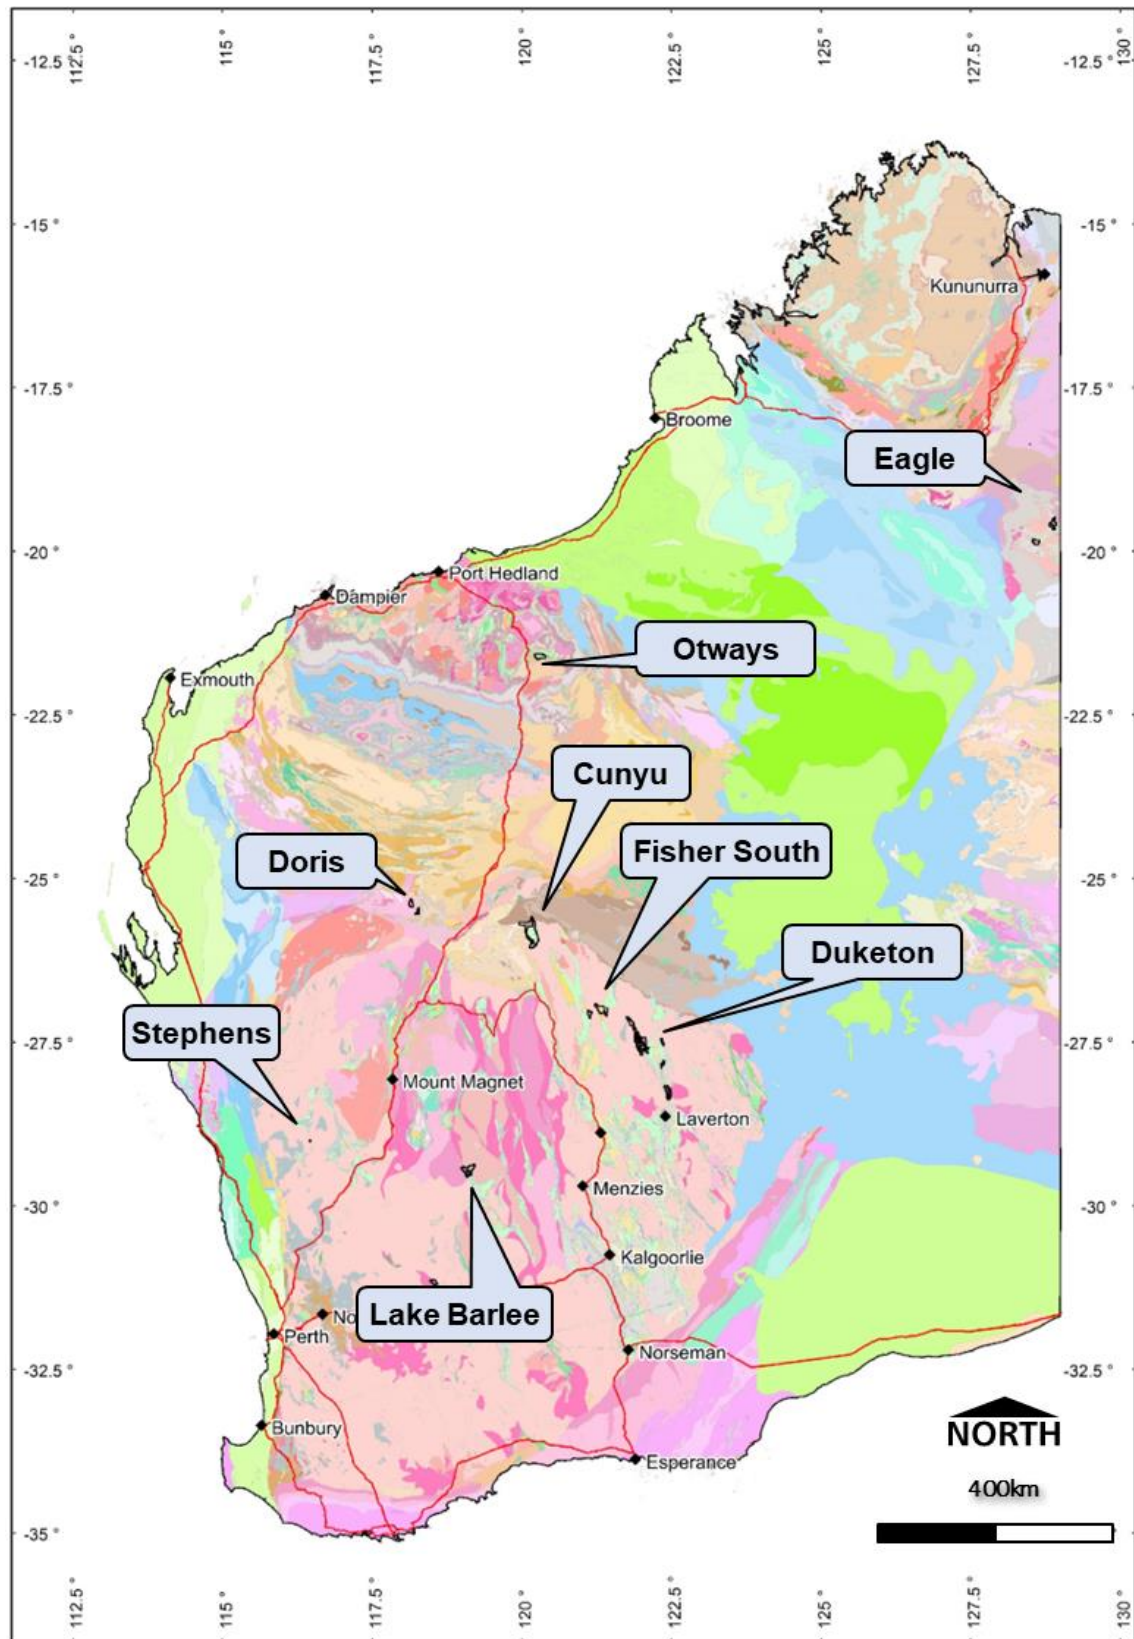 112.5 °
115 °
117.5 °
120 °
122.5 °
125 °
127.5 °
130 °
-12.5 °
-12.5 °
-15 °
-15 °
Kununurra
-17.5 °
-17.5 °
Broome
Eagle
-20 °
-20 °
Port Hedland
Dampier
Otways
Exmouth
-22.5 °
-22.5 °
Cunyu
Fisher South
Doris
-25 °
-25 °
Duketon
Stephens
-27.5 °
-27.5 °
Mount Magnet
Laverton
Menzies
-30 °
-30 °
Kalgoorlie
Lake Barlee
No
Perth
Norseman
-32.5 °
-32.5 °
Bunbury
NORTH
Esperance
400km
-35 °
-35 °
112.5 °
115 °
117.5 °
120 °
122.5 °
125 °
127.5 °
130 °